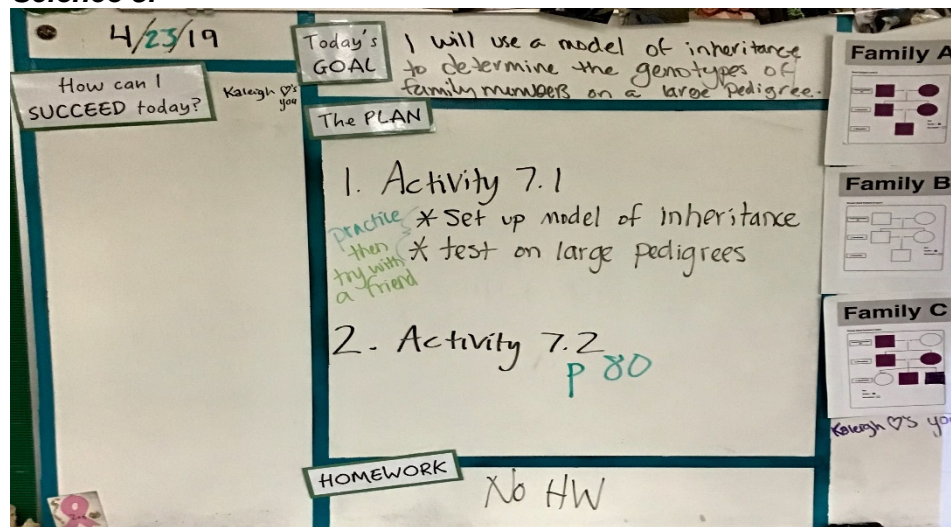 4/23/19
How can I
SUCCEED today?
Kaleigh ♡'s
you
Today's
GOAL
I will use a model of inheritance
to determine the genotypes of
family members on a large pedigree.
The PLAN
1. Activity 7.1
* Set up model of inheritance
* test on large pedigrees
practice
then
try with
a friend
2. Activity 7.2
p 80
HOMEWORK
No HW
Family A
Family B
Family C
Kaleigh ♡'s yo